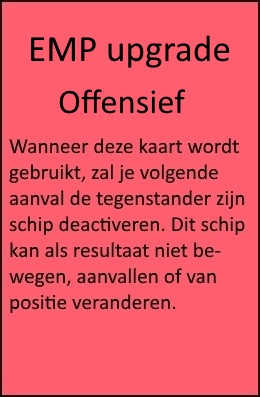 EMP upgrade
Offensief
Wanneer deze kaart wordt
gebruikt, zal je volgende
aanval de tegenstander zijn
schip deactiveren. Dit schip
kan als resultaat niet be-
wegen, aanvallen of van
positie veranderen.